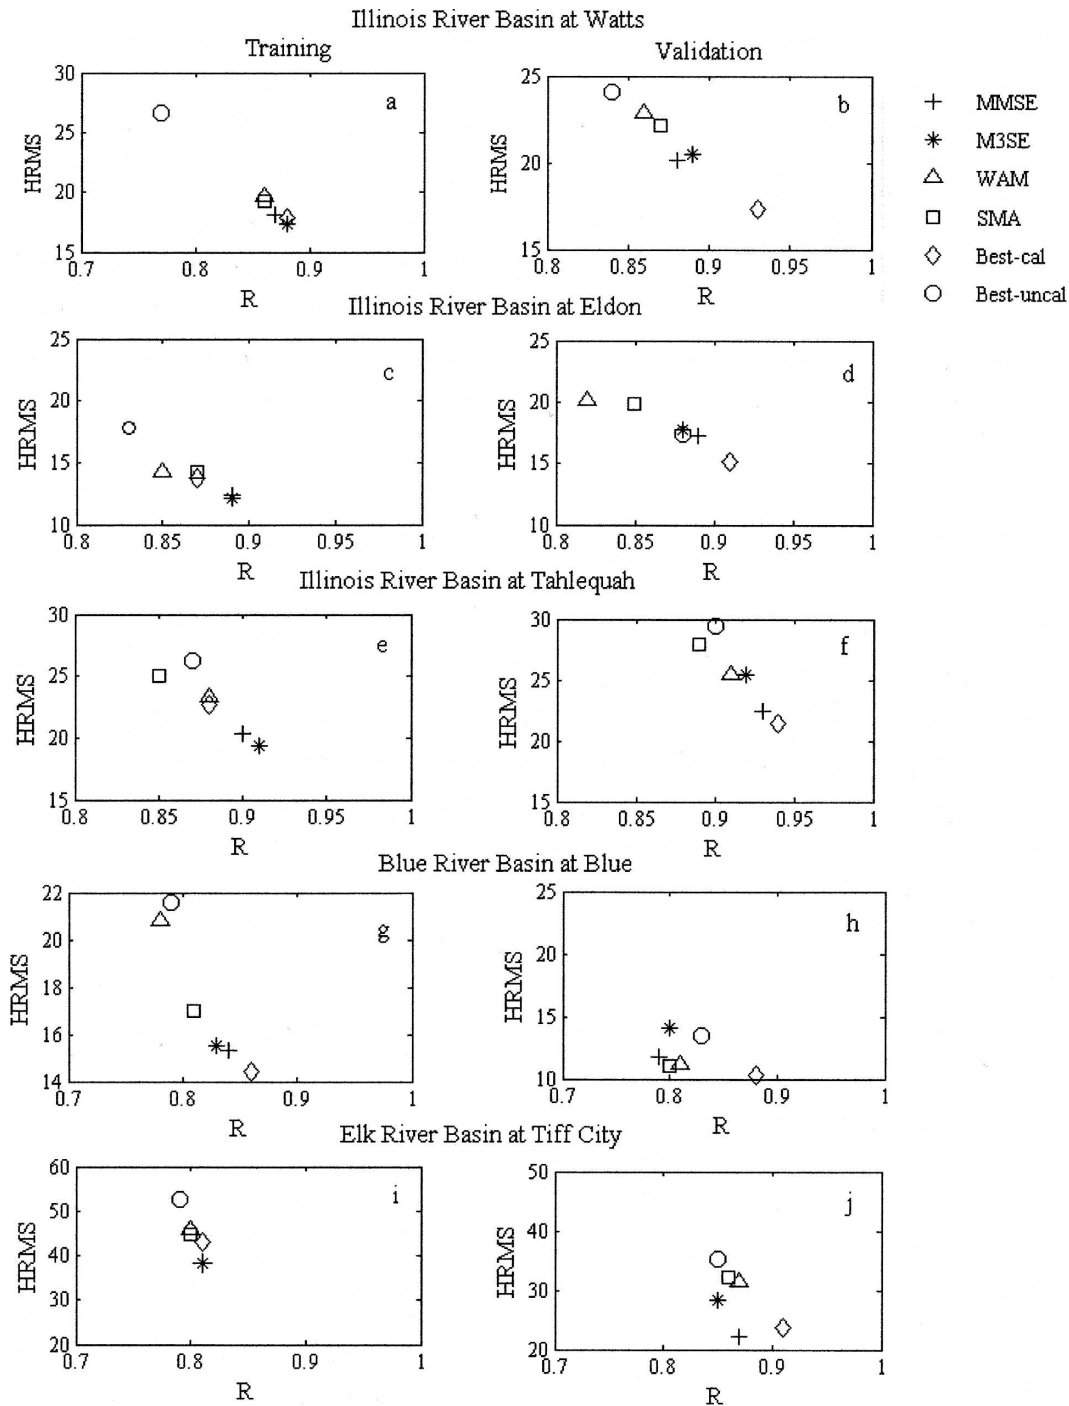 Illinois River Basin at Watts
Training
Validation
30
25
20
15
HRMS
a
0.7
0.8
0.9
1
R
25
20
15
HRMS
b
0.8
0.85
0.9
0.95
1
R
MMSE
M3SE
WAM
SMA
Best-cal
Best-uncal
Illinois River Basin at Eldon
25
20
15
10
HRMS
c
0.8
0.85
0.9
0.95
1
R
25
20
15
10
HRMS
d
0.8
0.85
0.9
0.95
1
R
Illinois River Basin at Tahlequah
30
25
20
15
HRMS
e
0.8
0.85
0.9
0.95
1
R
30
25
20
15
HRMS
f
0.8
0.85
0.9
0.95
1
R
Blue River Basin at Blue
22
20
18
16
14
HRMS
g
0.7
0.8
0.9
1
R
25
20
15
10
HRMS
h
0.7
0.8
0.9
1
R
Elk River Basin at Tiff City
60
50
40
30
20
HRMS
i
0.7
0.8
0.9
1
R
50
40
30
20
HRMS
j
0.7
0.8
0.9
1
R